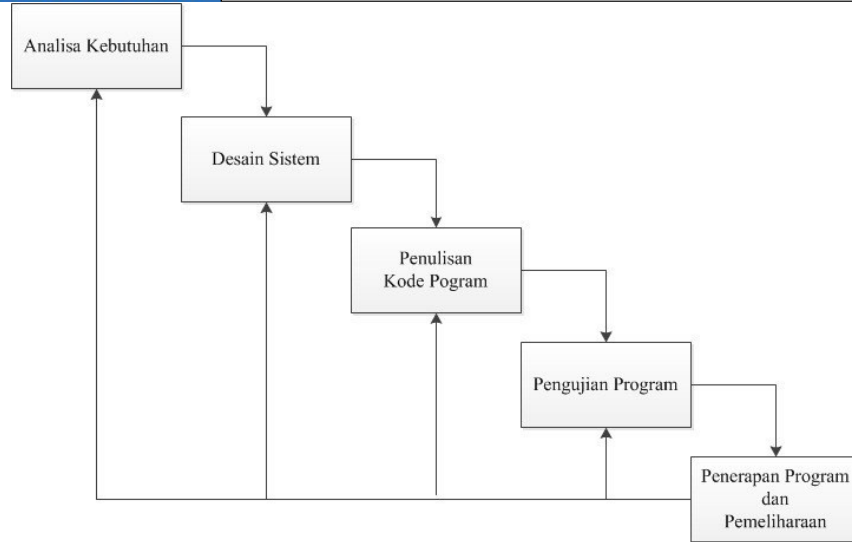 Analisa Kebutuhan
Desain Sistem
Penulisan
Kode Pogram
Pengujian Program
Penerapan Program
dan
Pemeliharaan